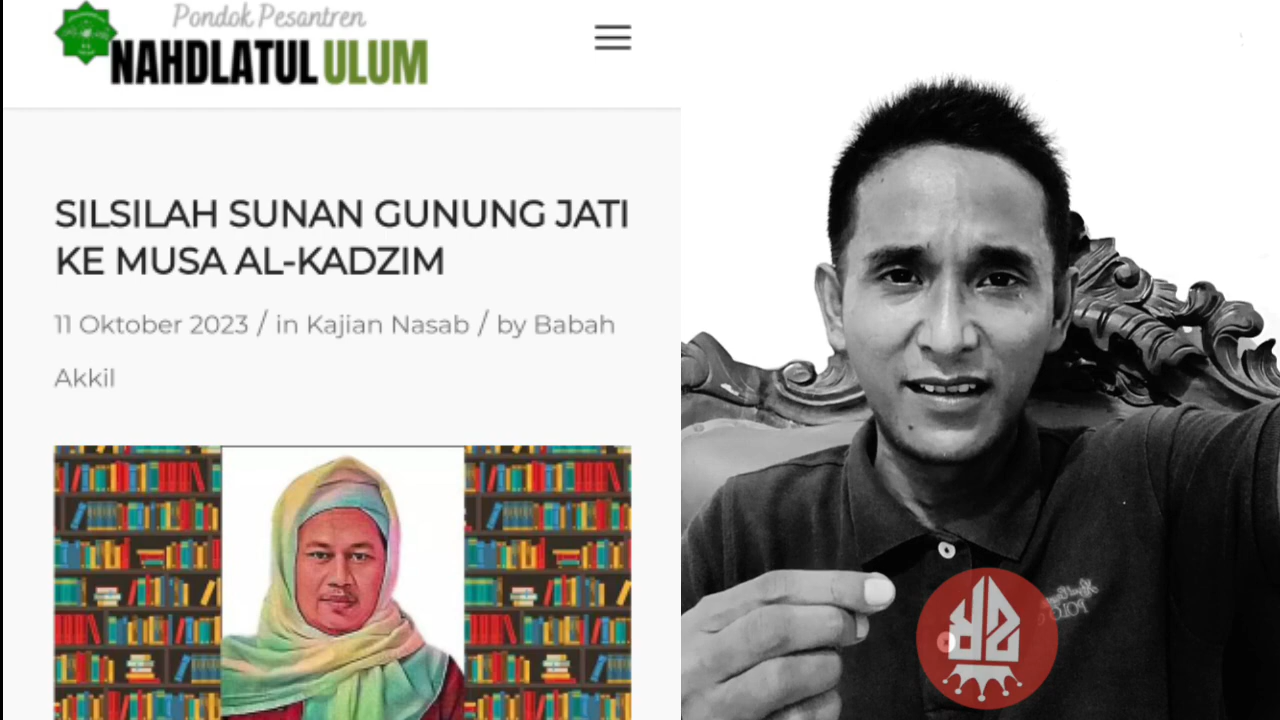 Pondok Pesantren
NAHDLATUL ULUM
SILSILAH SUNAN GUNUNG JATI
KE MUSA AL-KADZIM
11 Oktober 2023 / in Kajian Nasab / by Babah
Akkil